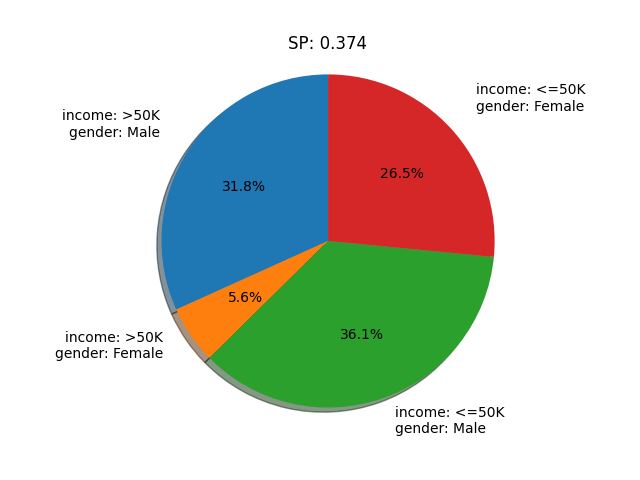 SP: 0.374
income: <=50K
gender: Female
income: >50K
gender: Male
26.5%
31.8%
5.6%
36.1%
income: >50K
gender: Female
income: <=50K
gender: Male